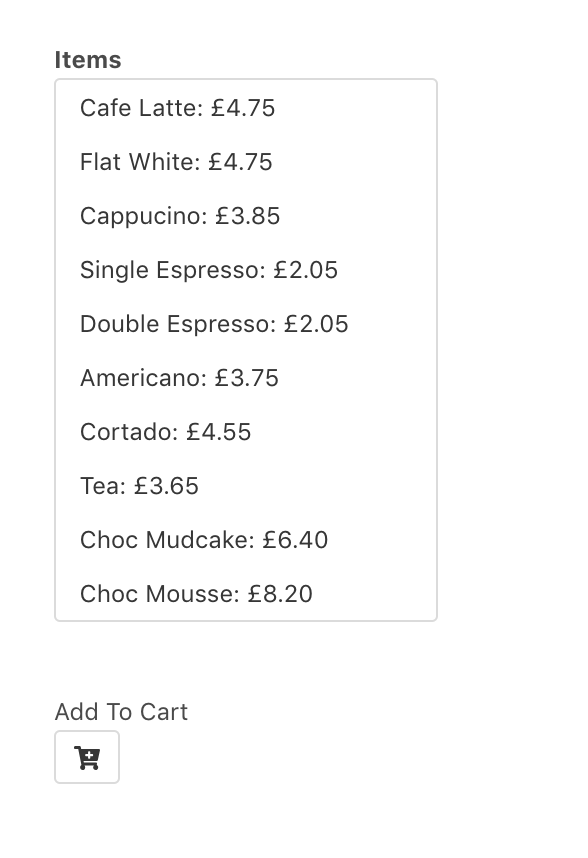 Items
Cafe Latte: £4.75
Flat White: £4.75
Cappucino: £3.85
Single Espresso: £2.05
Double Espresso: £2.05
Americano: £3.75
Cortado: £4.55
Tea: £3.65
Choc Mudcake: £6.40
Choc Mousse: £8.20
Add To Cart